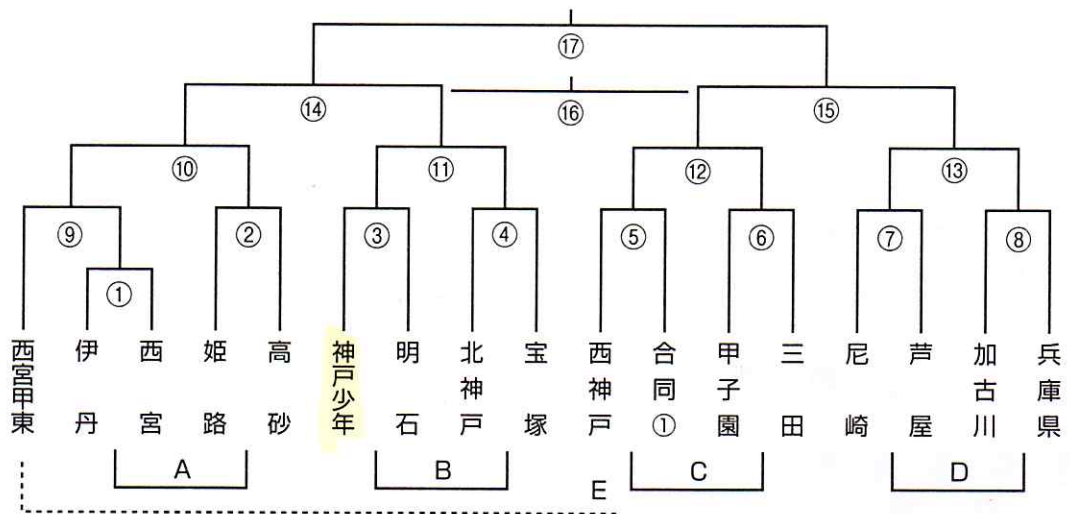 ⑰
⑭
⑯
⑮
⑩
⑪
⑫
⑬
⑨
②
③
④
⑤
⑥
⑦
⑧
①
西宮甲東
伊丹
西宮
姫路
高砂
神戸少年
明石
北神戸
宝塚
西神戸
合同①
甲子園
三田
尼崎
芦屋
加古川
兵庫県
A
B
E
C
D